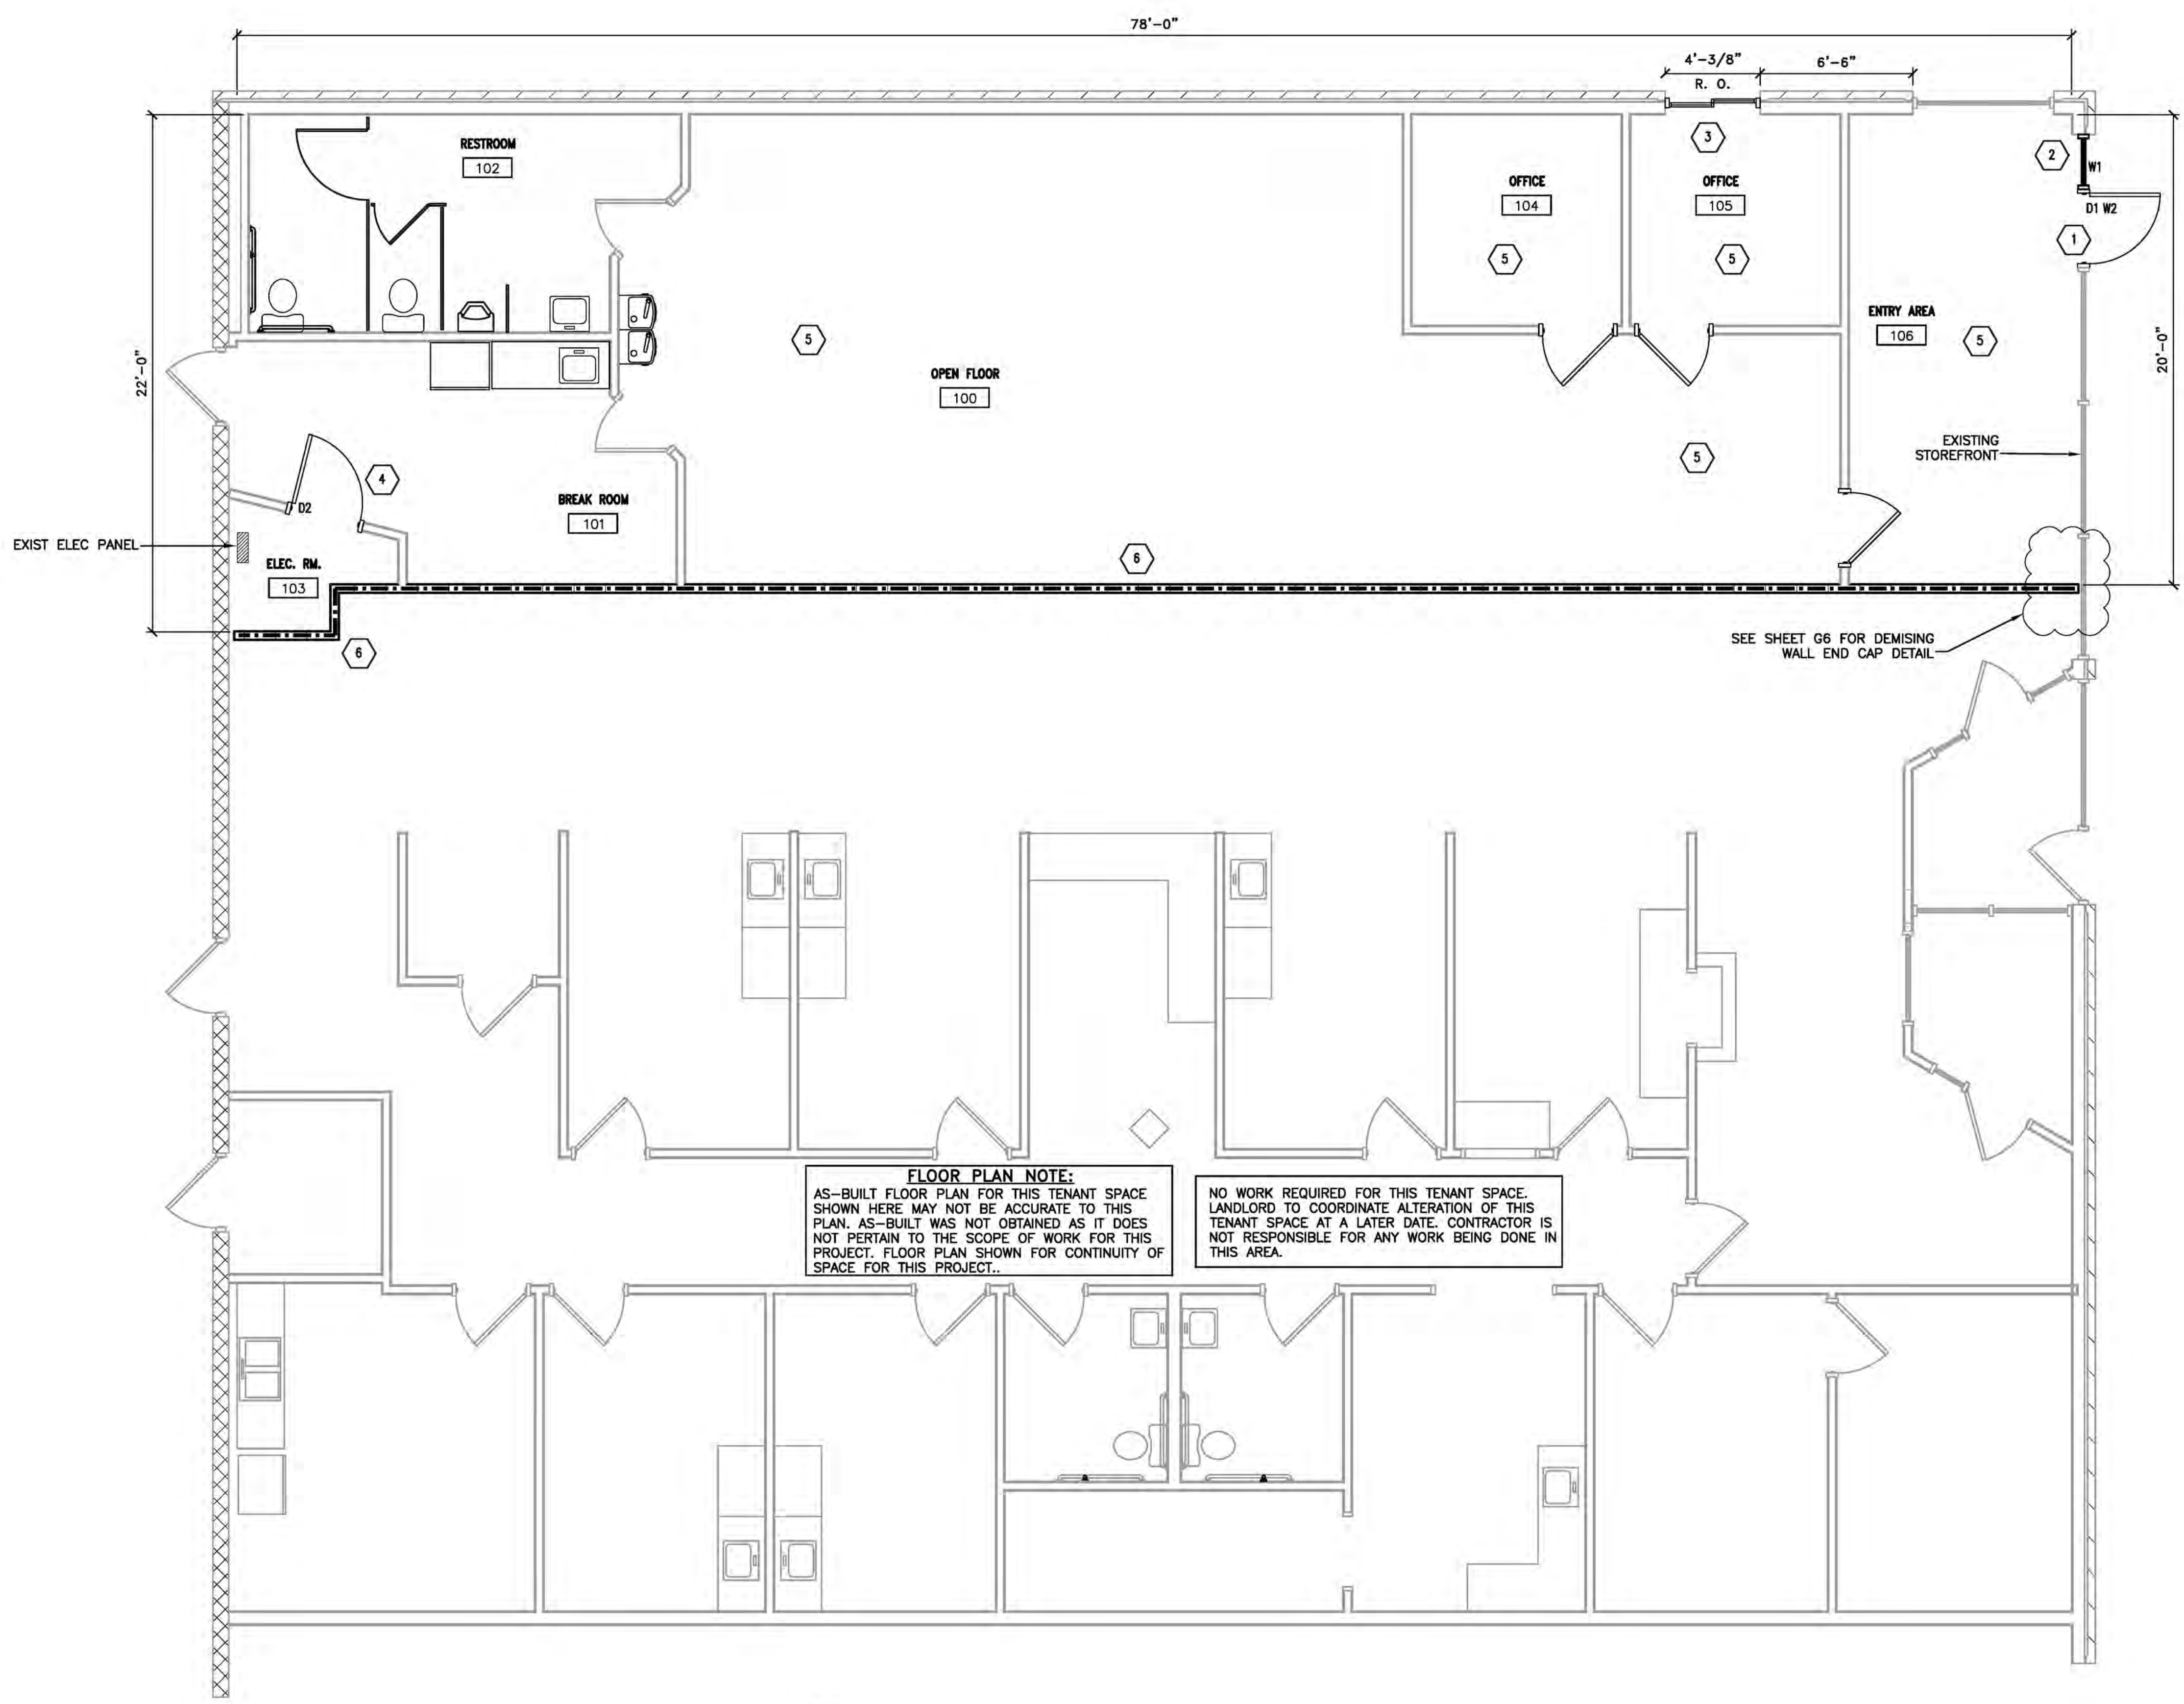 78'-0"
4'-3/8"
R. O.
6'-6"
RESTROOM
102
3
2
W1
OFFICE
104
OFFICE
105
D1 W2
1
5
5
ENTRY AREA
106
5
5
22'-0"
20'-0"
OPEN FLOOR
100
EXISTING
STOREFRONT
5
4
D2
BREAK ROOM
101
EXIST ELEC PANEL
6
ELEC. RM.
103
6
SEE SHEET G6 FOR DEMISING
WALL END CAP DETAIL
FLOOR PLAN NOTE:
AS-BUILT FLOOR PLAN FOR THIS TENANT SPACE
SHOWN HERE MAY NOT BE ACCURATE TO THIS
PLAN. AS-BUILT WAS NOT OBTAINED AS IT DOES
NOT PERTAIN TO THE SCOPE OF WORK FOR THIS
PROJECT. FLOOR PLAN SHOWN FOR CONTINUITY OF
SPACE FOR THIS PROJECT..
NO WORK REQUIRED FOR THIS TENANT SPACE.
LANDLORD TO COORDINATE ALTERATION OF THIS
TENANT SPACE AT A LATER DATE. CONTRACTOR IS
NOT RESPONSIBLE FOR ANY WORK BEING DONE IN
THIS AREA.